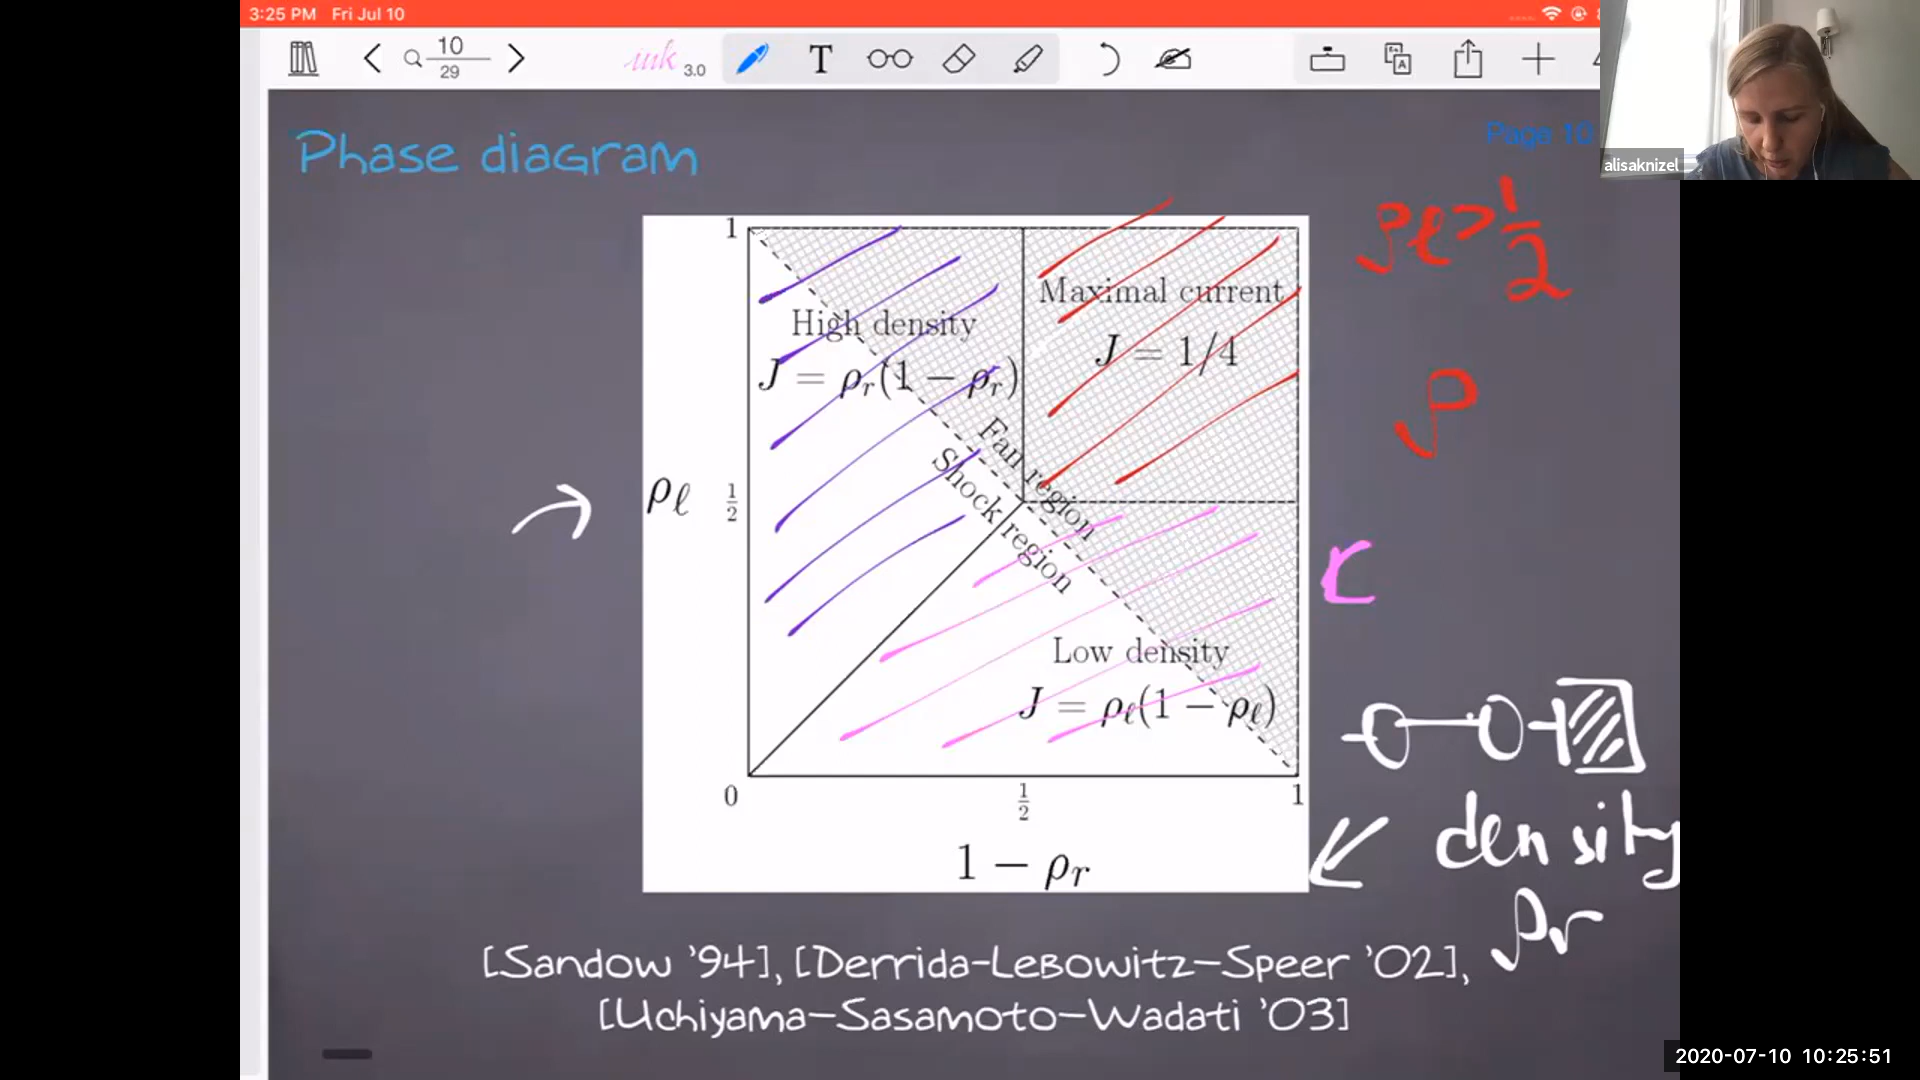 3:25 PM Fri Jul 10
10
29
ink 3.0
T
Phase diagram
Page 10
alisaknizel
ρℓ > 1/2
1
High density
J = ρr(1 − ρr)
Maximal current
J = 1/4
ρ
Fan region
Shock region
ρℓ
1/2
Low density
J = ρℓ(1 − ρℓ)
0
1/2
1
1 − ρr
density
ρr
[Sandow '94], [Derrida-Lebowitz-Speer '02],
[Uchiyama-Sasamoto-Wadati '03]
2020-07-10 10:25:51